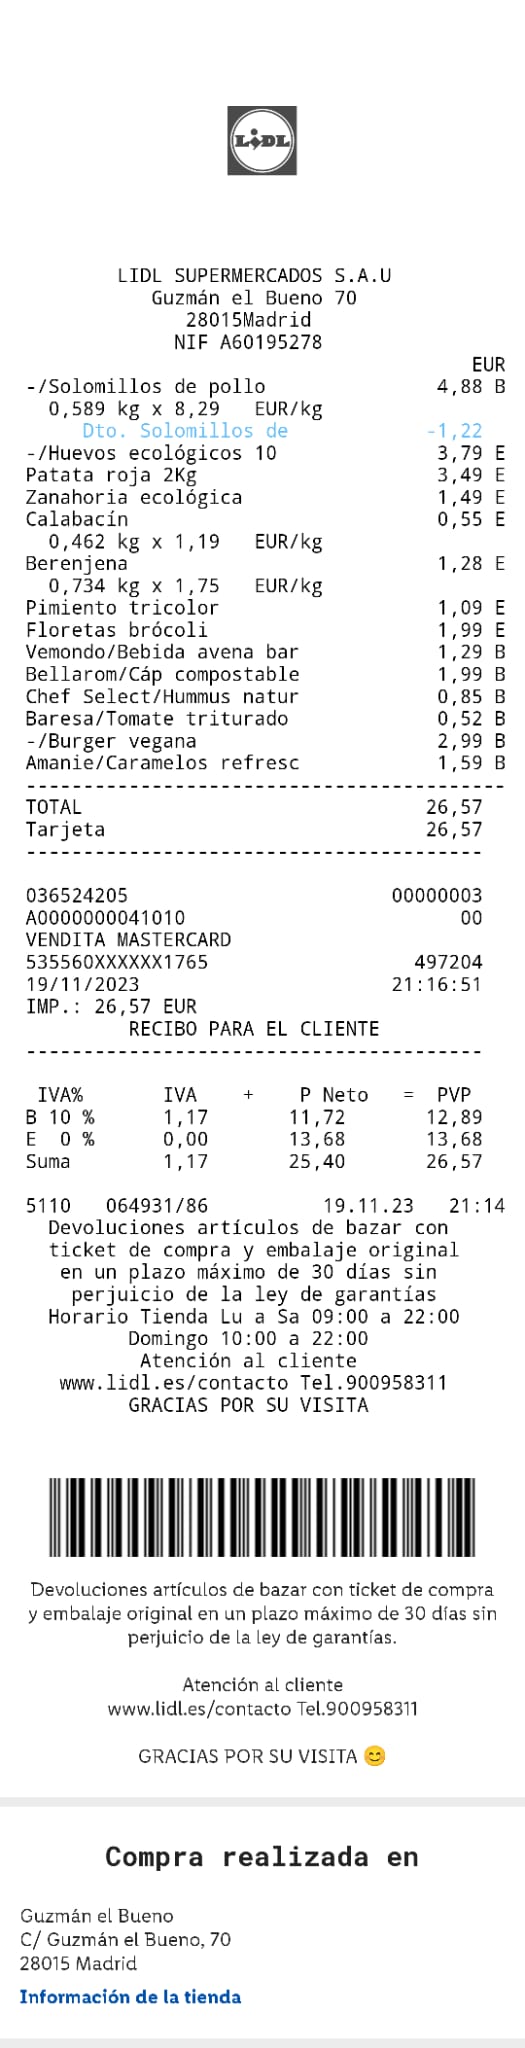 LIDL
LIDL SUPERMERCADOS S.A.U
Guzmán el Bueno 70
28015Madrid
NIF A60195278
EUR
-/Solomillos de pollo 4,88 B
0,589 kg x 8,29 EUR/kg
Dto. Solomillos de -1,22
-/Huevos ecológicos 10 3,79 E
Patata roja 2Kg 3,49 E
Zanahoria ecológica 1,49 E
Calabacín 0,55 E
0,462 kg x 1,19 EUR/kg
Berenjena 1,28 E
0,734 kg x 1,75 EUR/kg
Pimiento tricolor 1,09 E
Floretas brócoli 1,99 E
Vemondo/Bebida avena bar 1,29 B
Bellarom/Cáp compostable 1,99 B
Chef Select/Hummus natur 0,85 B
Baresa/Tomate triturado 0,52 B
-/Burger vegana 2,99 B
Amanie/Caramelos refresc 1,59 B
------------------------------------------
TOTAL 26,57
Tarjeta 26,57
----------------------------------------
036524205 00000003
A0000000041010 00
VENDITA MASTERCARD
535560XXXXXX1765 497204
19/11/2023 21:16:51
IMP.: 26,57 EUR
RECIBO PARA EL CLIENTE
----------------------------------------
IVA% IVA + P Neto = PVP
B 10 % 1,17 11,72 12,89
E 0 % 0,00 13,68 13,68
Suma 1,17 25,40 26,57
5110 064931/86 19.11.23 21:14
Devoluciones artículos de bazar con
ticket de compra y embalaje original
en un plazo máximo de 30 días sin
perjuicio de la ley de garantías
Horario Tienda Lu a Sa 09:00 a 22:00
Domingo 10:00 a 22:00
Atención al cliente
www.lidl.es/contacto Tel.900958311
GRACIAS POR SU VISITA
Devoluciones artículos de bazar con ticket de compra
y embalaje original en un plazo máximo de 30 días sin
perjuicio de la ley de garantías.
Atención al cliente
www.lidl.es/contacto Tel.900958311
GRACIAS POR SU VISITA 😊
Compra realizada en
Guzmán el Bueno
C/ Guzmán el Bueno, 70
28015 Madrid
Información de la tienda